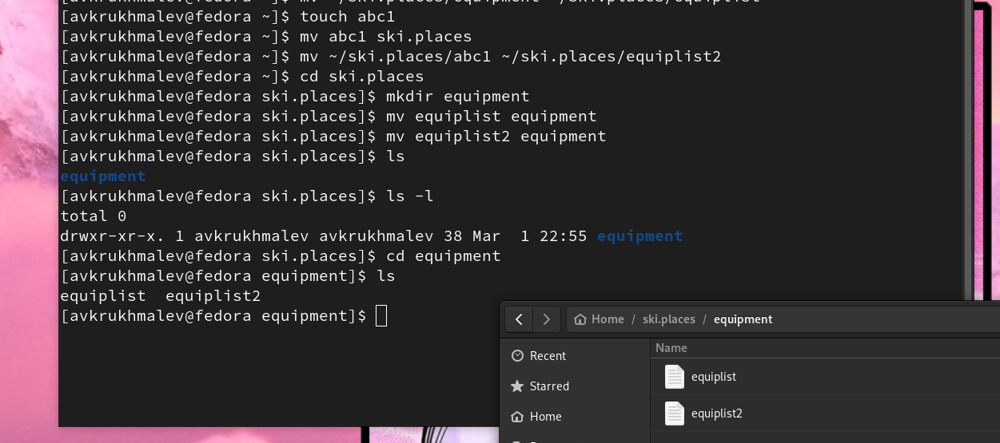 [avkrukhmalev@fedora ~]$ mv ~/ski.places/equipment ~/ski.places/equiplist
[avkrukhmalev@fedora ~]$ touch abc1
[avkrukhmalev@fedora ~]$ mv abc1 ski.places
[avkrukhmalev@fedora ~]$ mv ~/ski.places/abc1 ~/ski.places/equiplist2
[avkrukhmalev@fedora ~]$ cd ski.places
[avkrukhmalev@fedora ski.places]$ mkdir equipment
[avkrukhmalev@fedora ski.places]$ mv equiplist equipment
[avkrukhmalev@fedora ski.places]$ mv equiplist2 equipment
[avkrukhmalev@fedora ski.places]$ ls
equipment
[avkrukhmalev@fedora ski.places]$ ls -l
total 0
drwxr-xr-x. 1 avkrukhmalev avkrukhmalev 38 Mar  1 22:55 equipment
[avkrukhmalev@fedora ski.places]$ cd equipment
[avkrukhmalev@fedora equipment]$ ls
equiplist  equiplist2
[avkrukhmalev@fedora equipment]$
Home / ski.places / equipment
Recent
Starred
Home
Name
equiplist
equiplist2